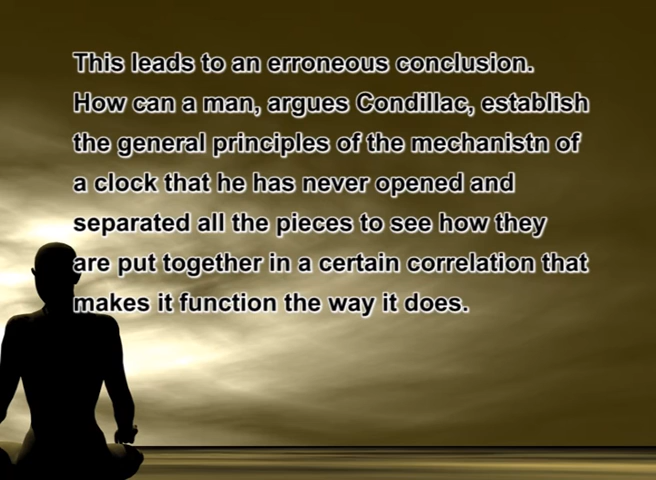 This leads to an erroneous conclusion.
How can a man, argues Condillac, establish
the general principles of the mechanistn of
a clock that he has never opened and
separated all the pieces to see how they
are put together in a certain correlation that
makes it function the way it does.